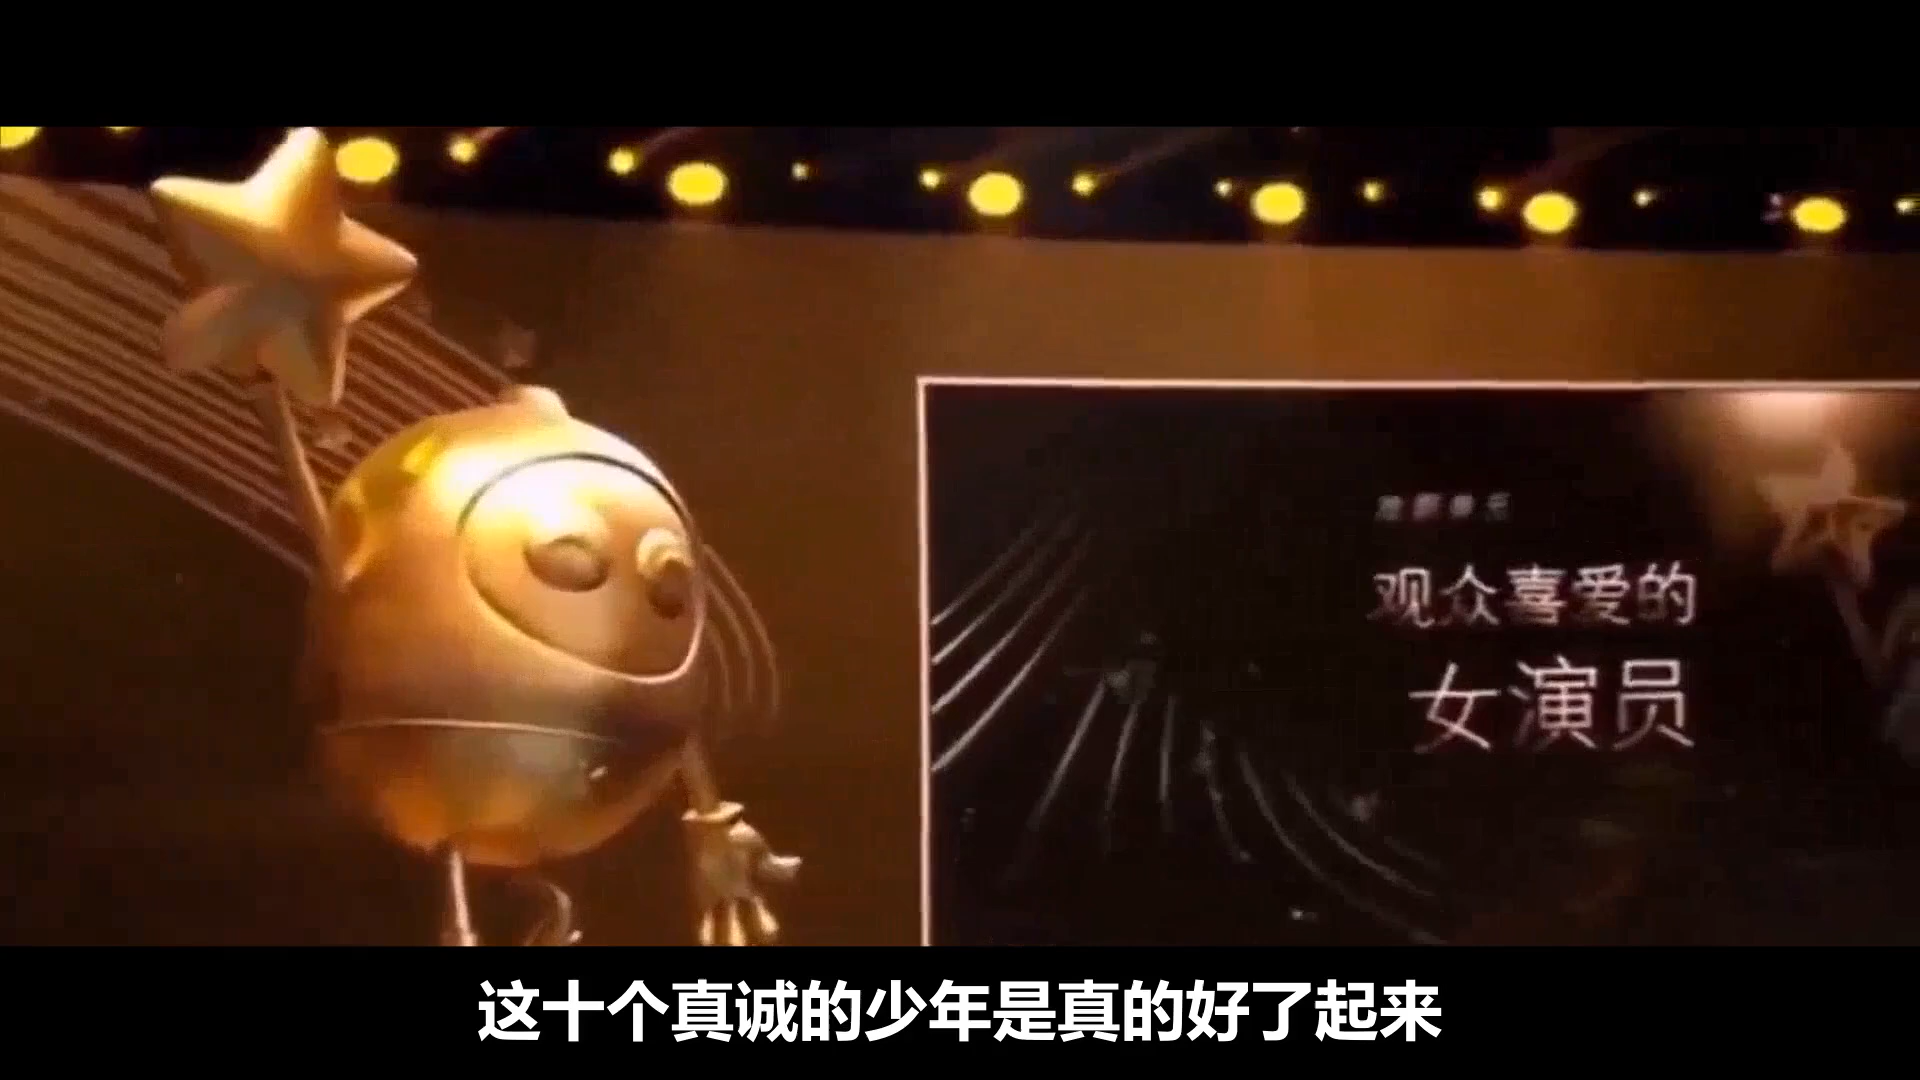 观众喜爱的
女演员
这十个真诚的少年是真的好了起来